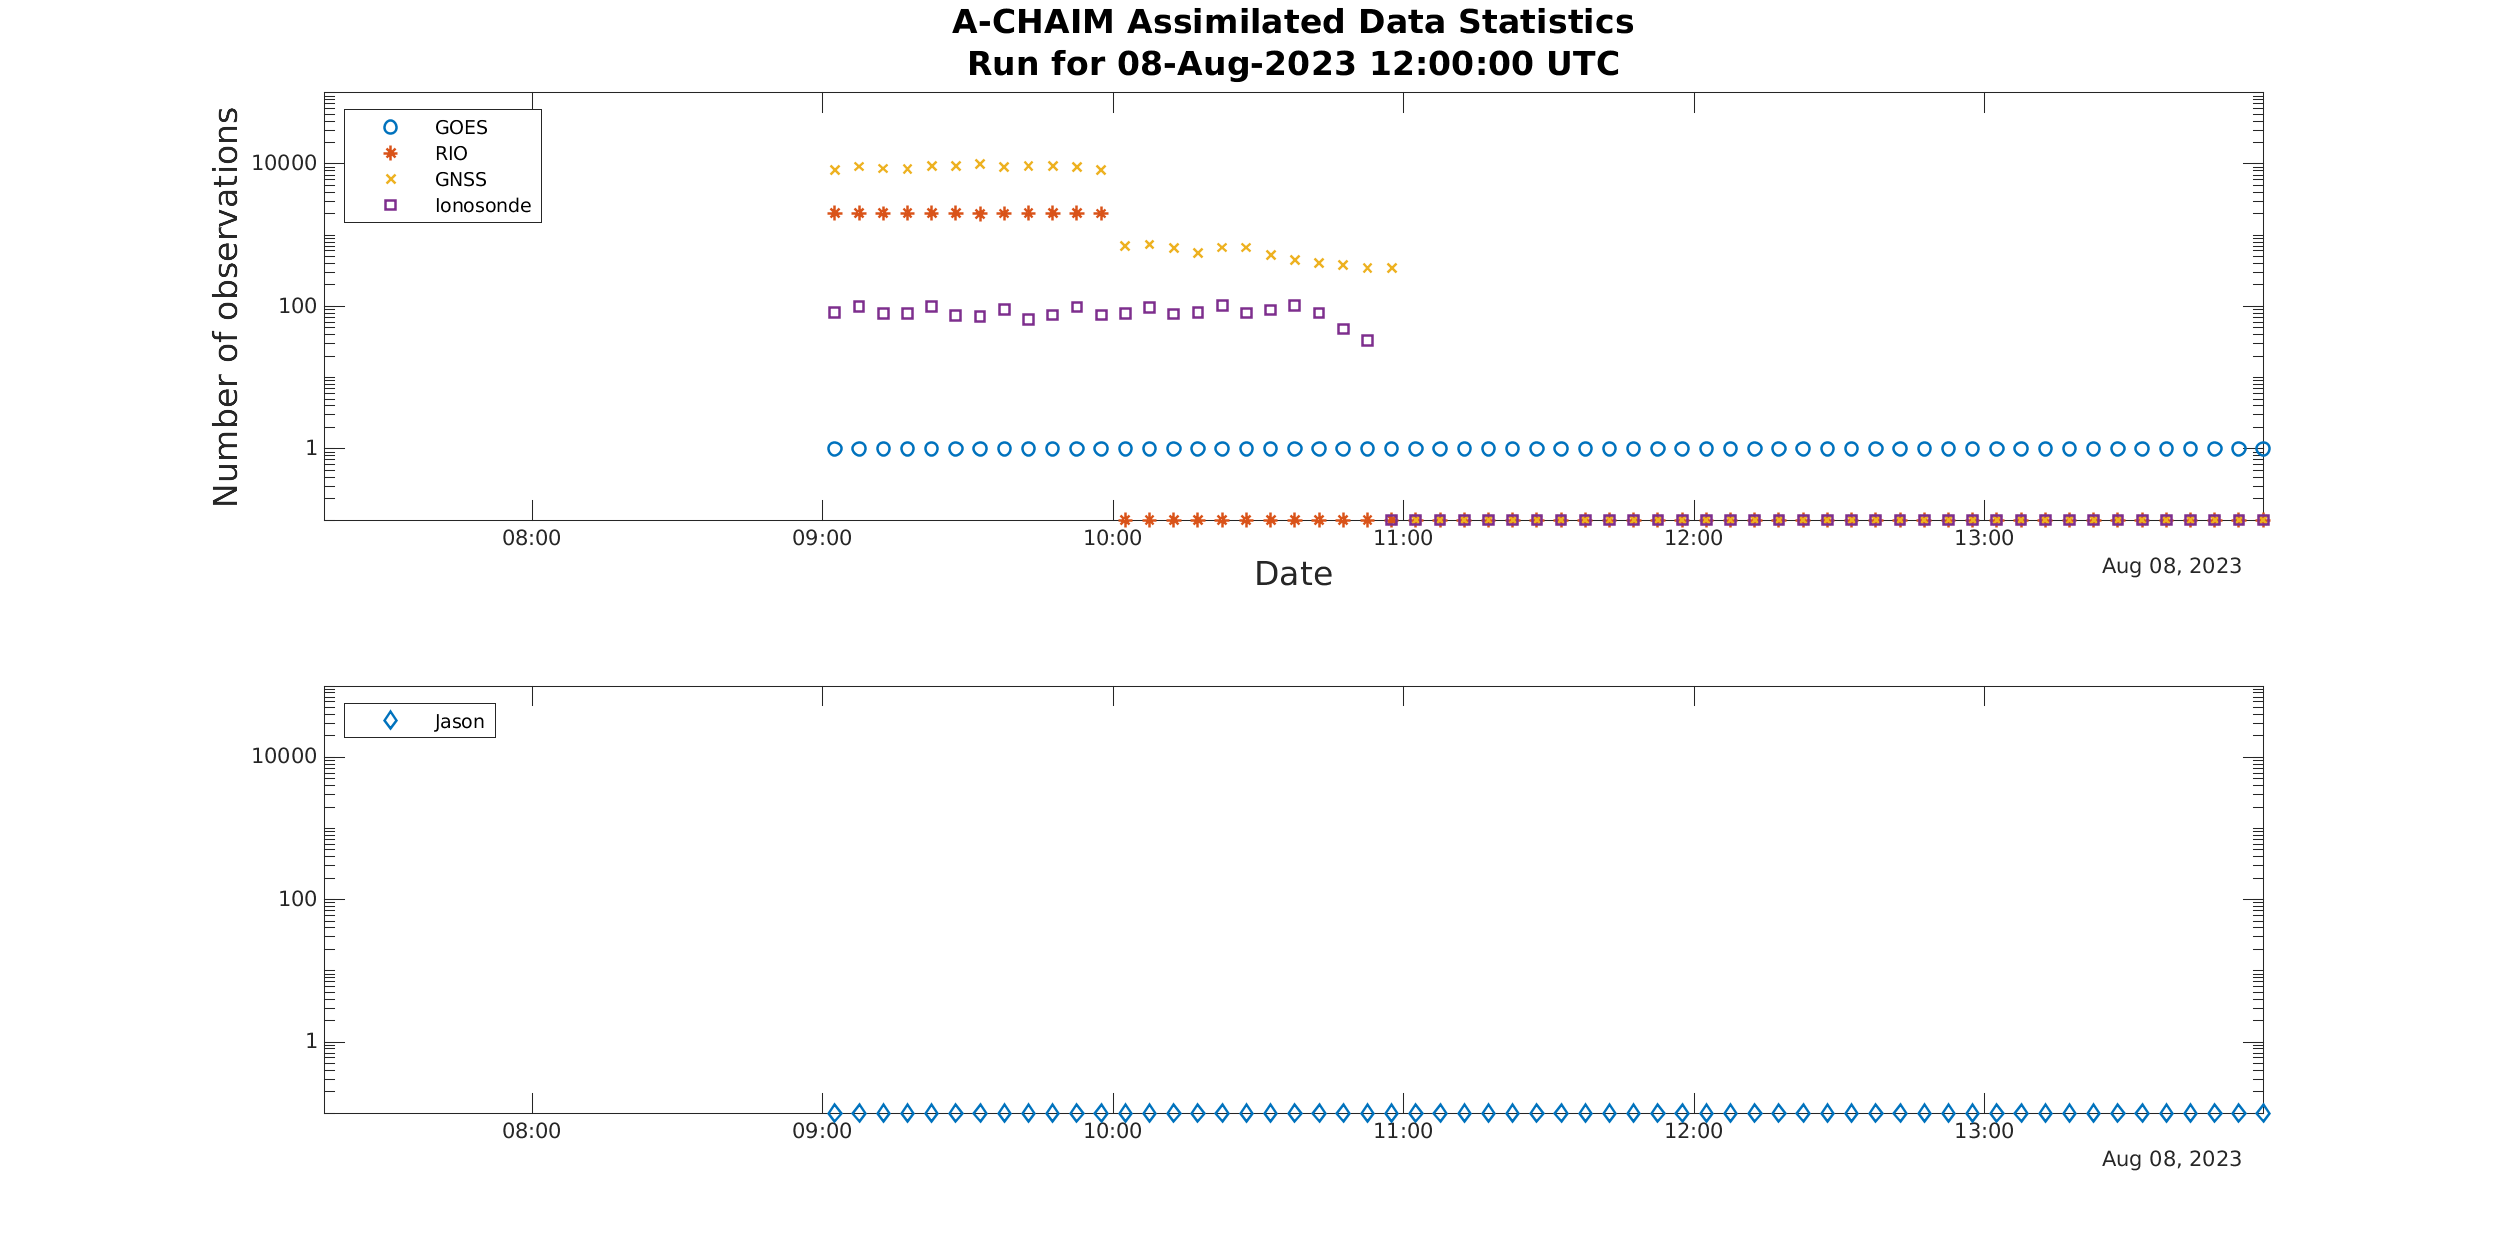 A-CHAIM Assimilated Data Statistics
Run for 08-Aug-2023 12:00:00 UTC
Number of observations
GOES
RIO
GNSS
Ionosonde
10000
100
1
08:00 09:00 10:00 11:00 12:00 13:00
Aug 08, 2023
Date
Jason
10000
100
1
08:00 09:00 10:00 11:00 12:00 13:00
Aug 08, 2023